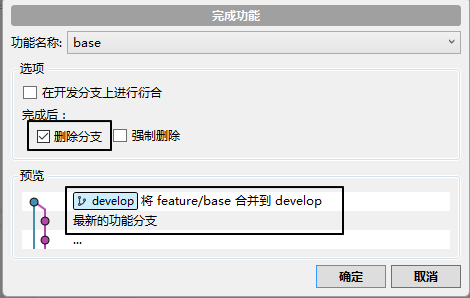 完成功能
功能名称: base
选项
在开发分支上进行衍合
完成后：
删除分支 强制删除
预览
develop 将 feature/base 合并到 develop
最新的功能分支
...
确定 取消